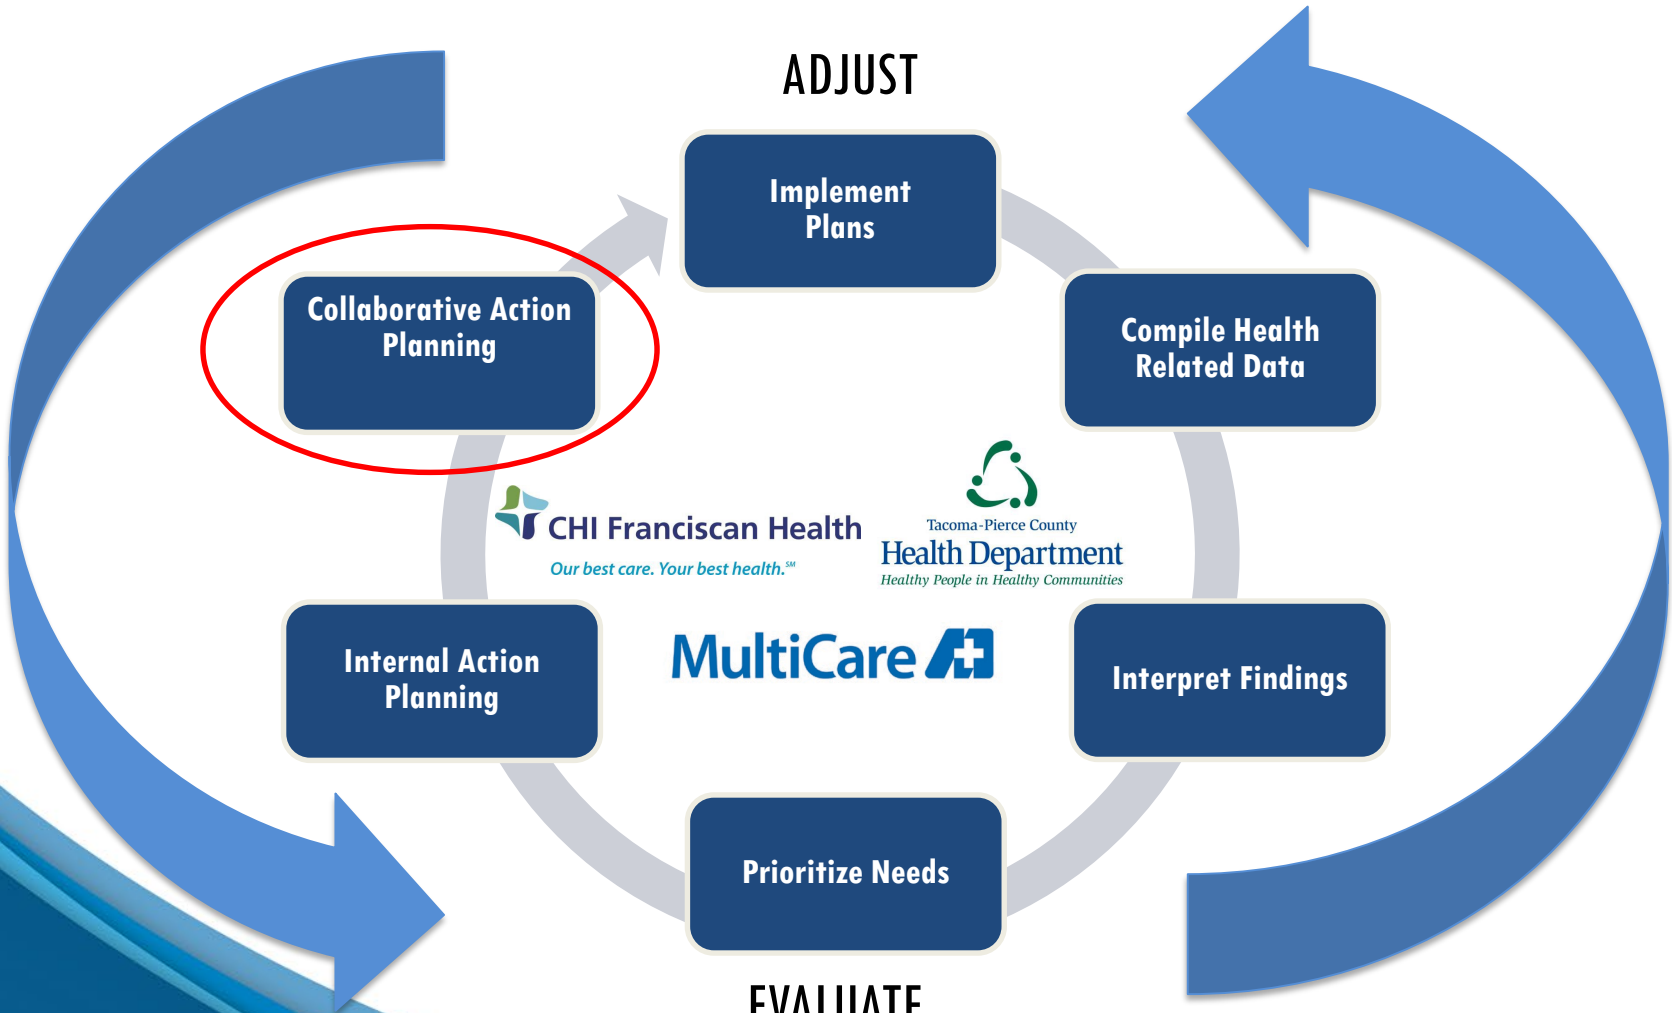 ADJUST
Implement
Plans
Collaborative Action
Planning
Compile Health
Related Data
CHI Franciscan Health
Our best care. Your best health.℠
Tacoma-Pierce County
Health Department
Healthy People in Healthy Communities
Internal Action
Planning
MultiCare
Interpret Findings
Prioritize Needs
EVALUATE